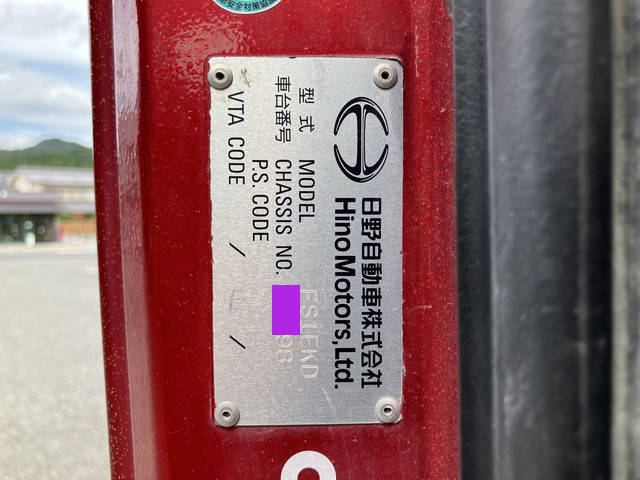 日野自動車株式会社
Hino Motors, Ltd.
型式 MODEL FS1EKD
車台番号 CHASSIS NO. 98
P.S. CODE
VTA CODE / /